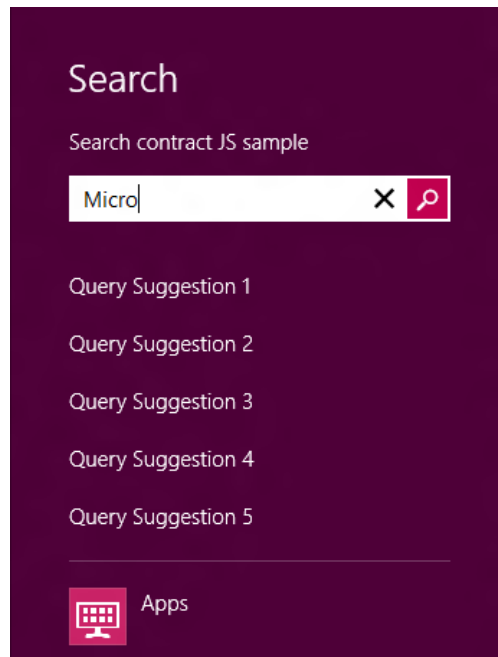 Search
Search contract JS sample
Micro
Query Suggestion 1
Query Suggestion 2
Query Suggestion 3
Query Suggestion 4
Query Suggestion 5
Apps